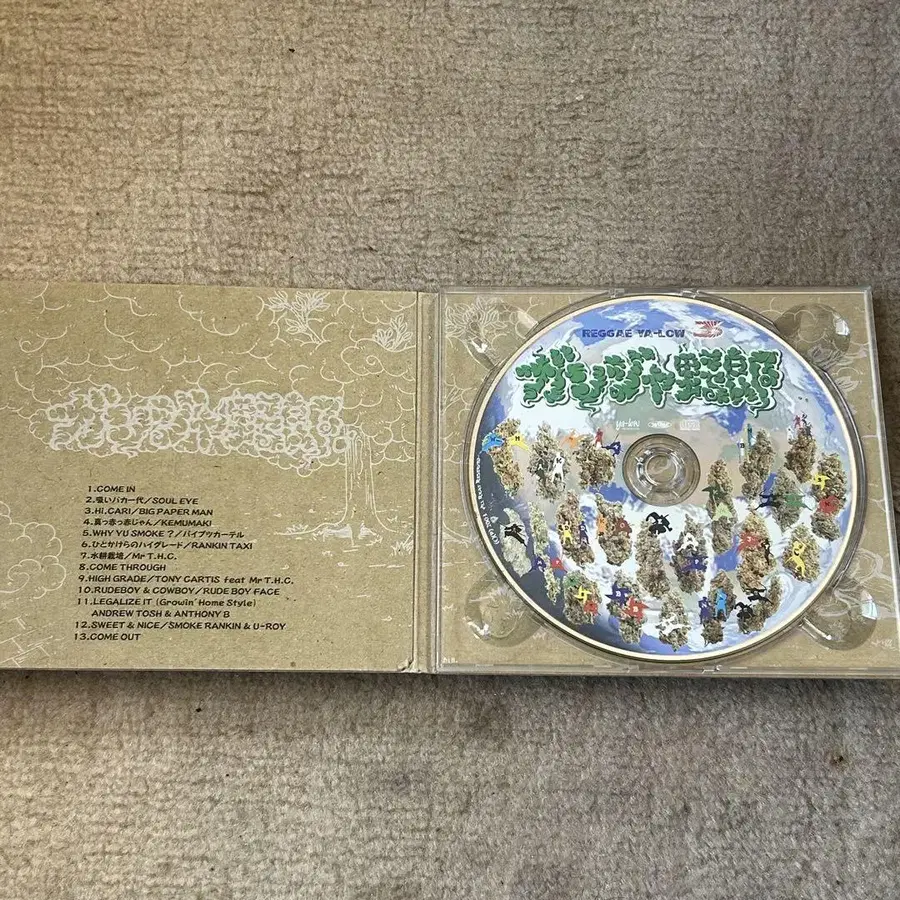 1.COME IN
2.吸いバカ一代/SOUL EYE
3.Hi.CARI/BIG PAPER MAN
4.真っ赤っ赤じゃん/KEMUMAKI
5.WHY YU SMOKE ?/パイプツカーテル
6.ひとかけらのハイグレード/RANKIN TAXI
7.水耕栽培/Mr T.H.C.
8.COME THROUGH
9.HIGH GRADE/TONY CARTIS feat Mr T.H.C.
10.RUDEBOY & COWBOY/RUDE BOY FACE
11.LEGALIZE IT (Growin' Home Style)
ANDREW TOSH & ANTHONY B
12.SWEET & NICE/SMOKE RANKIN & U-ROY
13.COME OUT
REGGAE YA-LOW 3
ガンジャ
ya-low